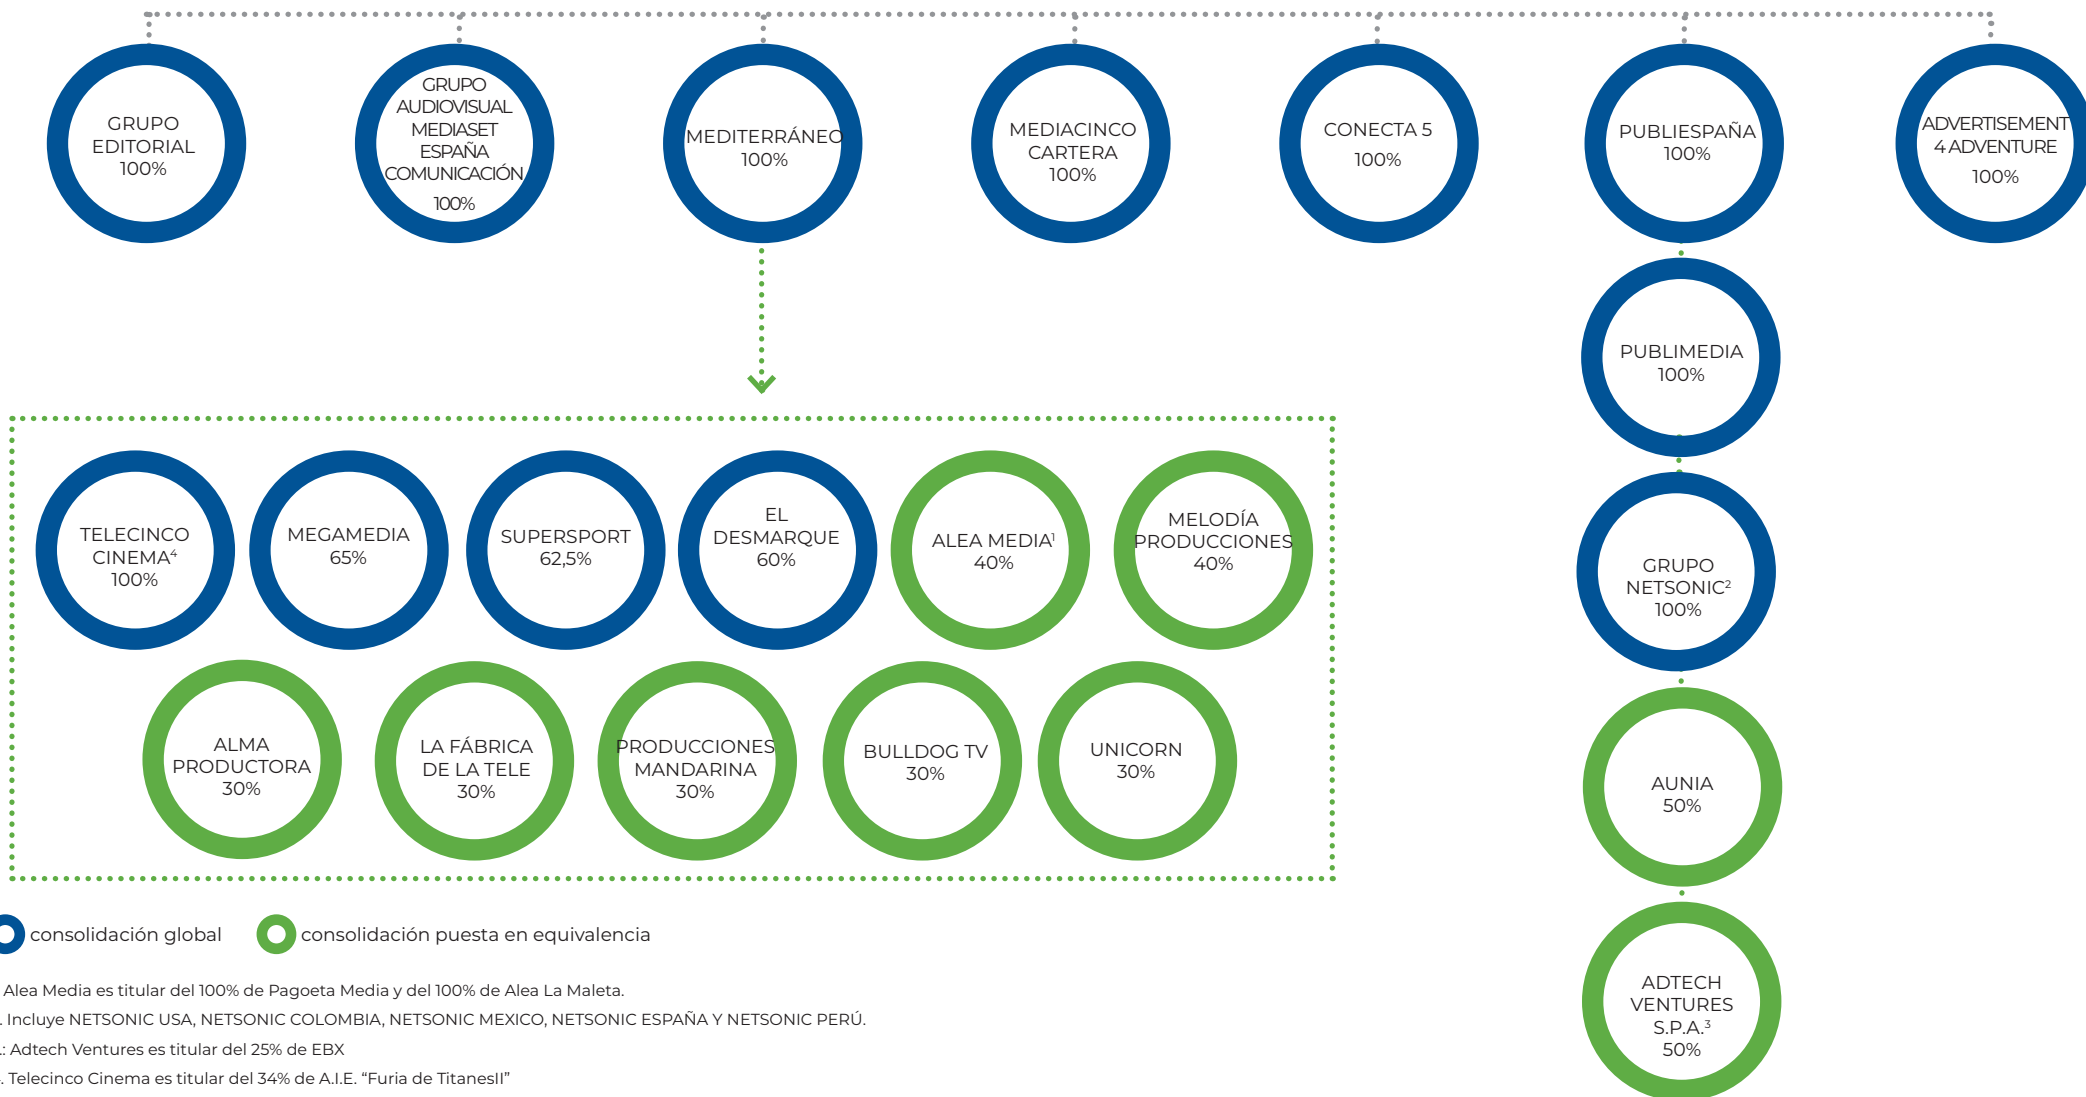 GRUPO
EDITORIAL
100%
GRUPO
AUDIOVISUAL
MEDIASET
ESPAÑA
COMUNICACIÓN
100%
MEDITERRÁNEO
100%
MEDIACINCO
CARTERA
100%
CONECTA 5
100%
PUBLIESPAÑA
100%
ADVERTISEMENT
4 ADVENTURE
100%
PUBLIMEDIA
100%
TELECINCO
CINEMA⁴
100%
MEGAMEDIA
65%
SUPERSPORT
62,5%
EL
DESMARQUE
60%
ALEA MEDIA¹
40%
MELODÍA
PRODUCCIONES
40%
GRUPO
NETSONIC²
100%
ALMA
PRODUCTORA
30%
LA FÁBRICA
DE LA TELE
30%
PRODUCCIONES
MANDARINA
30%
BULLDOG TV
30%
UNICORN
30%
AUNIA
50%
ADTECH
VENTURES
S.P.A.³
50%
consolidación global
consolidación puesta en equivalencia
Alea Media es titular del 100% de Pagoeta Media y del 100% de Alea La Maleta.
. Incluye NETSONIC USA, NETSONIC COLOMBIA, NETSONIC MEXICO, NETSONIC ESPAÑA Y NETSONIC PERÚ.
.: Adtech Ventures es titular del 25% de EBX
. Telecinco Cinema es titular del 34% de A.I.E. “Furia de TitanesII”